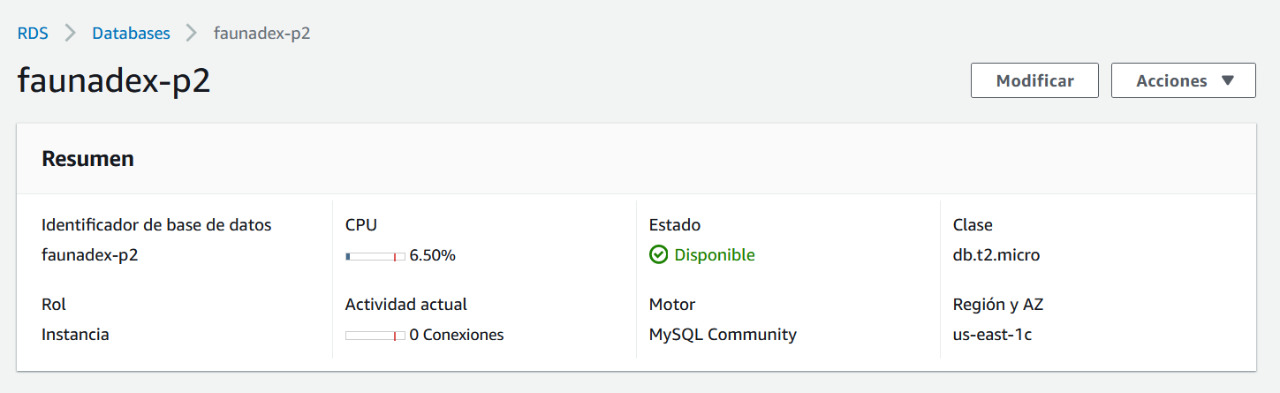 RDS > Databases > faunadex-p2
faunadex-p2
Modificar
Acciones
Resumen
Identificador de base de datos
faunadex-p2
CPU
6.50%
Estado
Disponible
Clase
db.t2.micro
Rol
Instancia
Actividad actual
0 Conexiones
Motor
MySQL Community
Región y AZ
us-east-1c